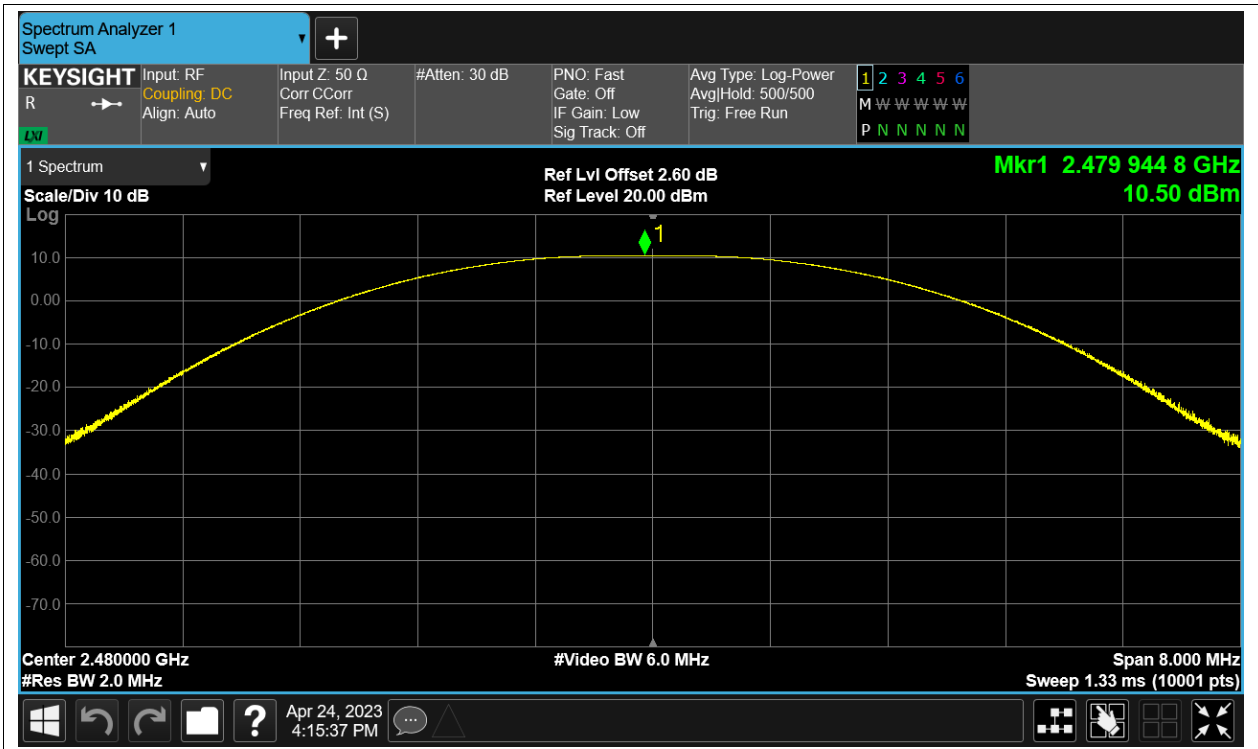 Spectrum Analyzer 1
Swept SA
KEYSIGHT
R
LXI
Input: RF
Coupling: DC
Align: Auto
Input Z: 50 Ω
Corr CCorr
Freq Ref: Int (S)
#Atten: 30 dB
PNO: Fast
Gate: Off
IF Gain: Low
Sig Track: Off
Avg Type: Log-Power
Avg|Hold: 500/500
Trig: Free Run
1 2 3 4 5 6
M W W W W W
P N N N N N
1 Spectrum
Scale/Div 10 dB
Log
Ref Lvl Offset 2.60 dB
Ref Level 20.00 dBm
Mkr1 2.479 944 8 GHz
10.50 dBm
1
10.0
0.00
-10.0
-20.0
-30.0
-40.0
-50.0
-60.0
-70.0
Center 2.480000 GHz
#Res BW 2.0 MHz
#Video BW 6.0 MHz
Span 8.000 MHz
Sweep 1.33 ms (10001 pts)
?
Apr 24, 2023
4:15:37 PM